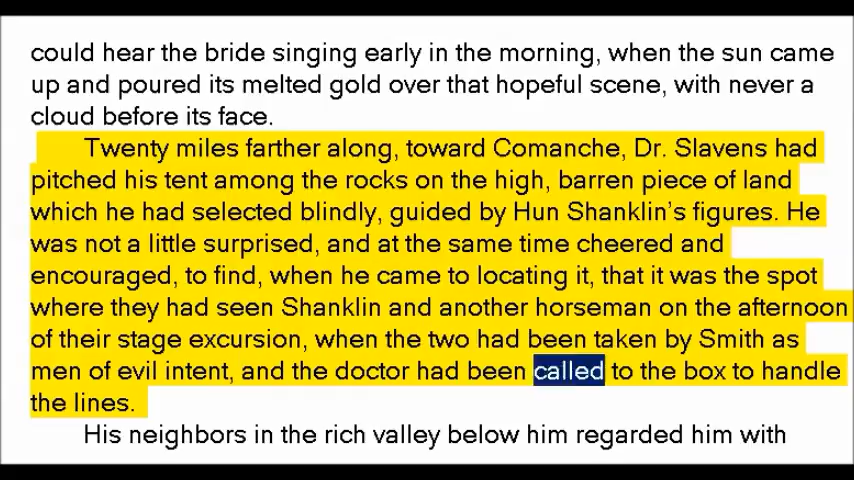 could hear the bride singing early in the morning, when the sun came
up and poured its melted gold over that hopeful scene, with never a
cloud before its face.
Twenty miles farther along, toward Comanche, Dr. Slavens had
pitched his tent among the rocks on the high, barren piece of land
which he had selected blindly, guided by Hun Shanklin’s figures. He
was not a little surprised, and at the same time cheered and
encouraged, to find, when he came to locating it, that it was the spot
where they had seen Shanklin and another horseman on the afternoon
of their stage excursion, when the two had been taken by Smith as
men of evil intent, and the doctor had been called to the box to handle
the lines.
His neighbors in the rich valley below him regarded him with